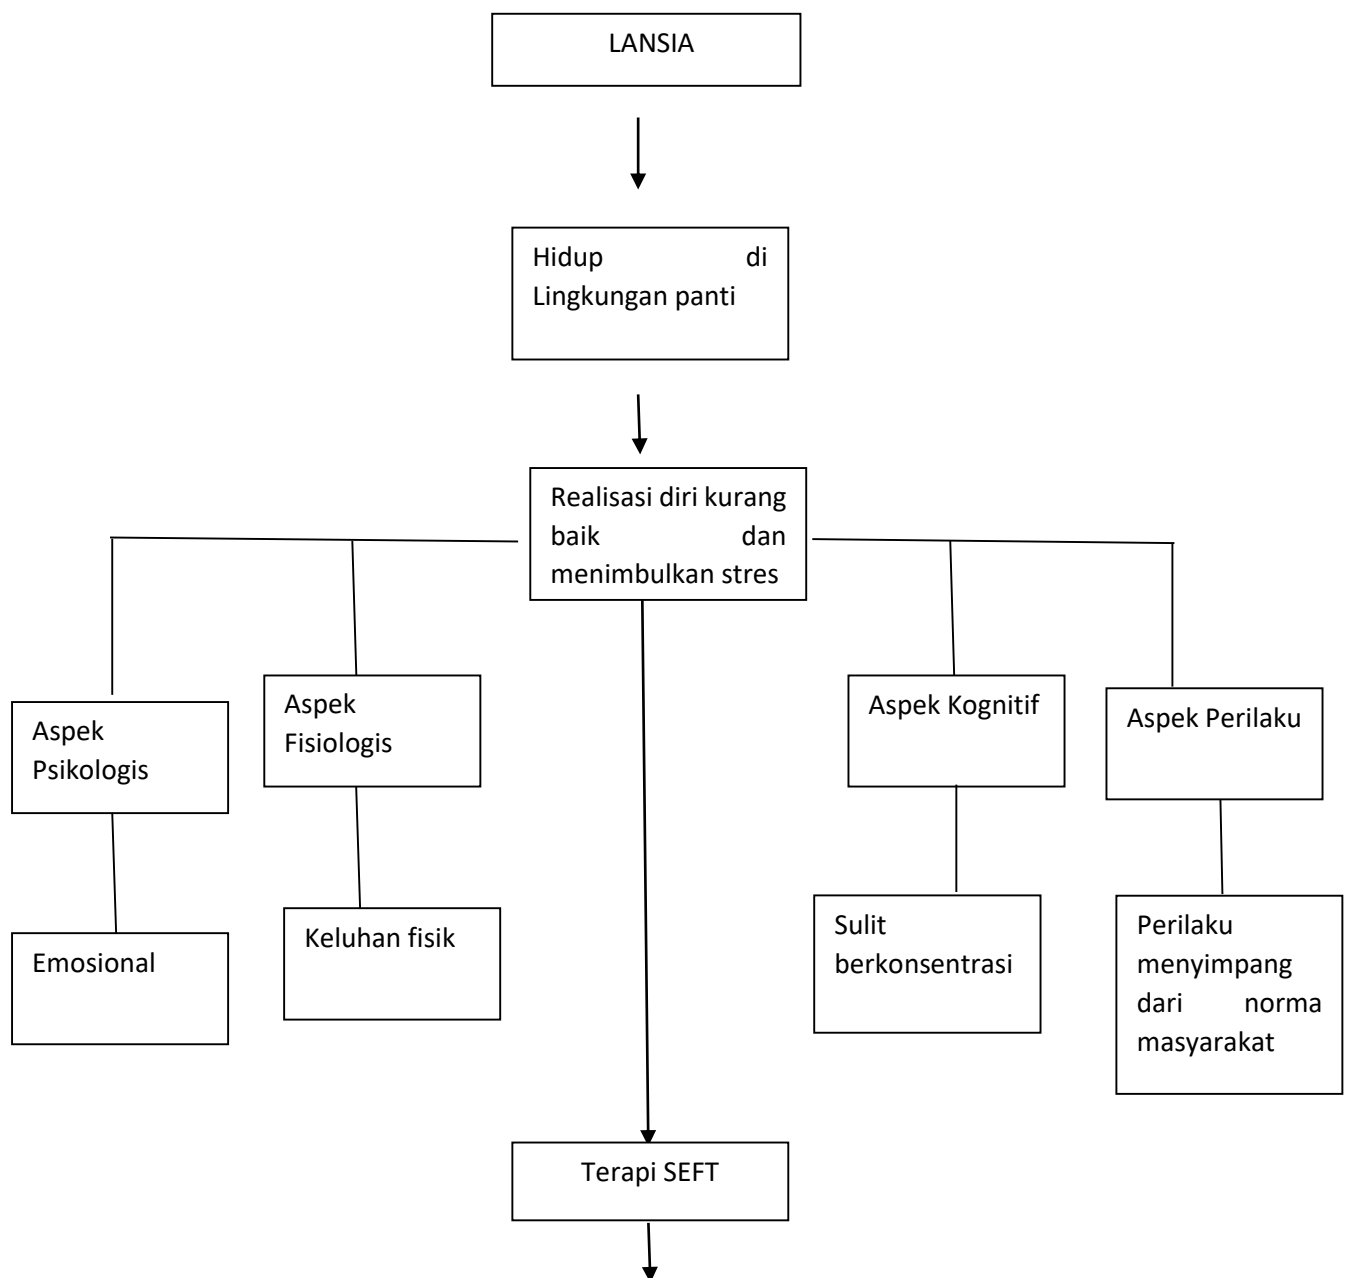 LANSIA
Hidup di
Lingkungan panti
Realisasi diri kurang
baik dan
menimbulkan stres
Aspek
Psikologis
Aspek
Fisiologis
Aspek Kognitif
Aspek Perilaku
Emosional
Keluhan fisik
Sulit
berkonsentrasi
Perilaku
menyimpang
dari norma
masyarakat
Terapi SEFT